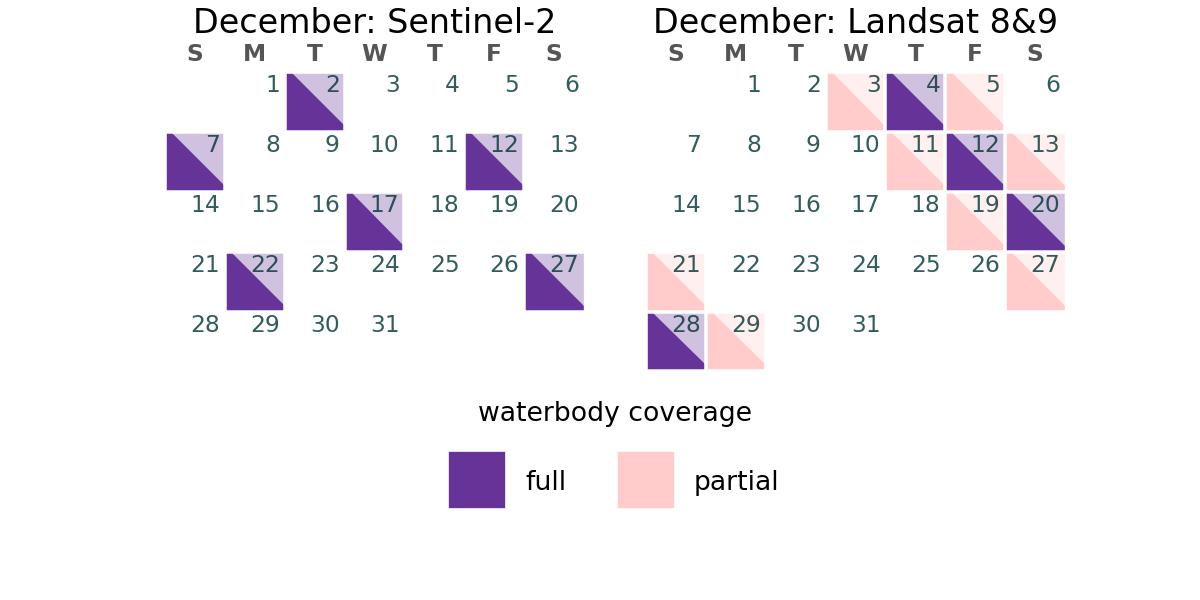 December: Sentinel-2
S M T W T F S
1 2 3 4 5 6
7 8 9 10 11 12 13
14 15 16 17 18 19 20
21 22 23 24 25 26 27
28 29 30 31
December: Landsat 8&9
S M T W T F S
1 2 3 4 5 6
7 8 9 10 11 12 13
14 15 16 17 18 19 20
21 22 23 24 25 26 27
28 29 30 31
waterbody coverage
full partial